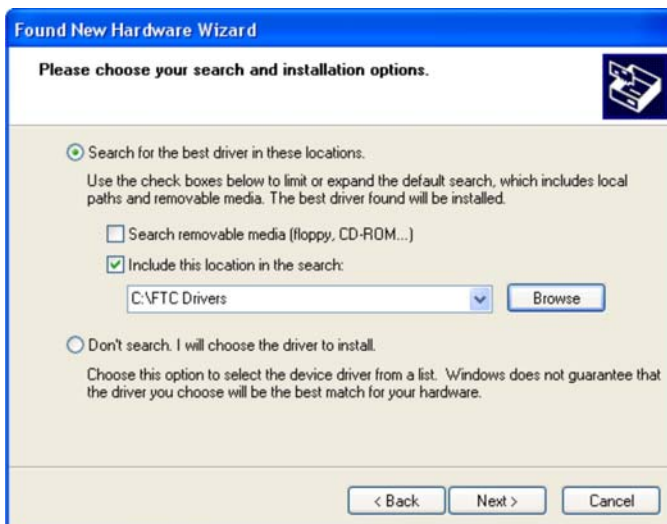 Found New Hardware Wizard
Please choose your search and installation options.
Search for the best driver in these locations.
Use the check boxes below to limit or expand the default search, which includes local
paths and removable media. The best driver found will be installed.
Search removable media (floppy, CD-ROM...)
Include this location in the search:
C:\FTC Drivers
Browse
Don't search. I will choose the driver to install.
Choose this option to select the device driver from a list. Windows does not guarantee that
the driver you choose will be the best match for your hardware.
< Back
Next >
Cancel